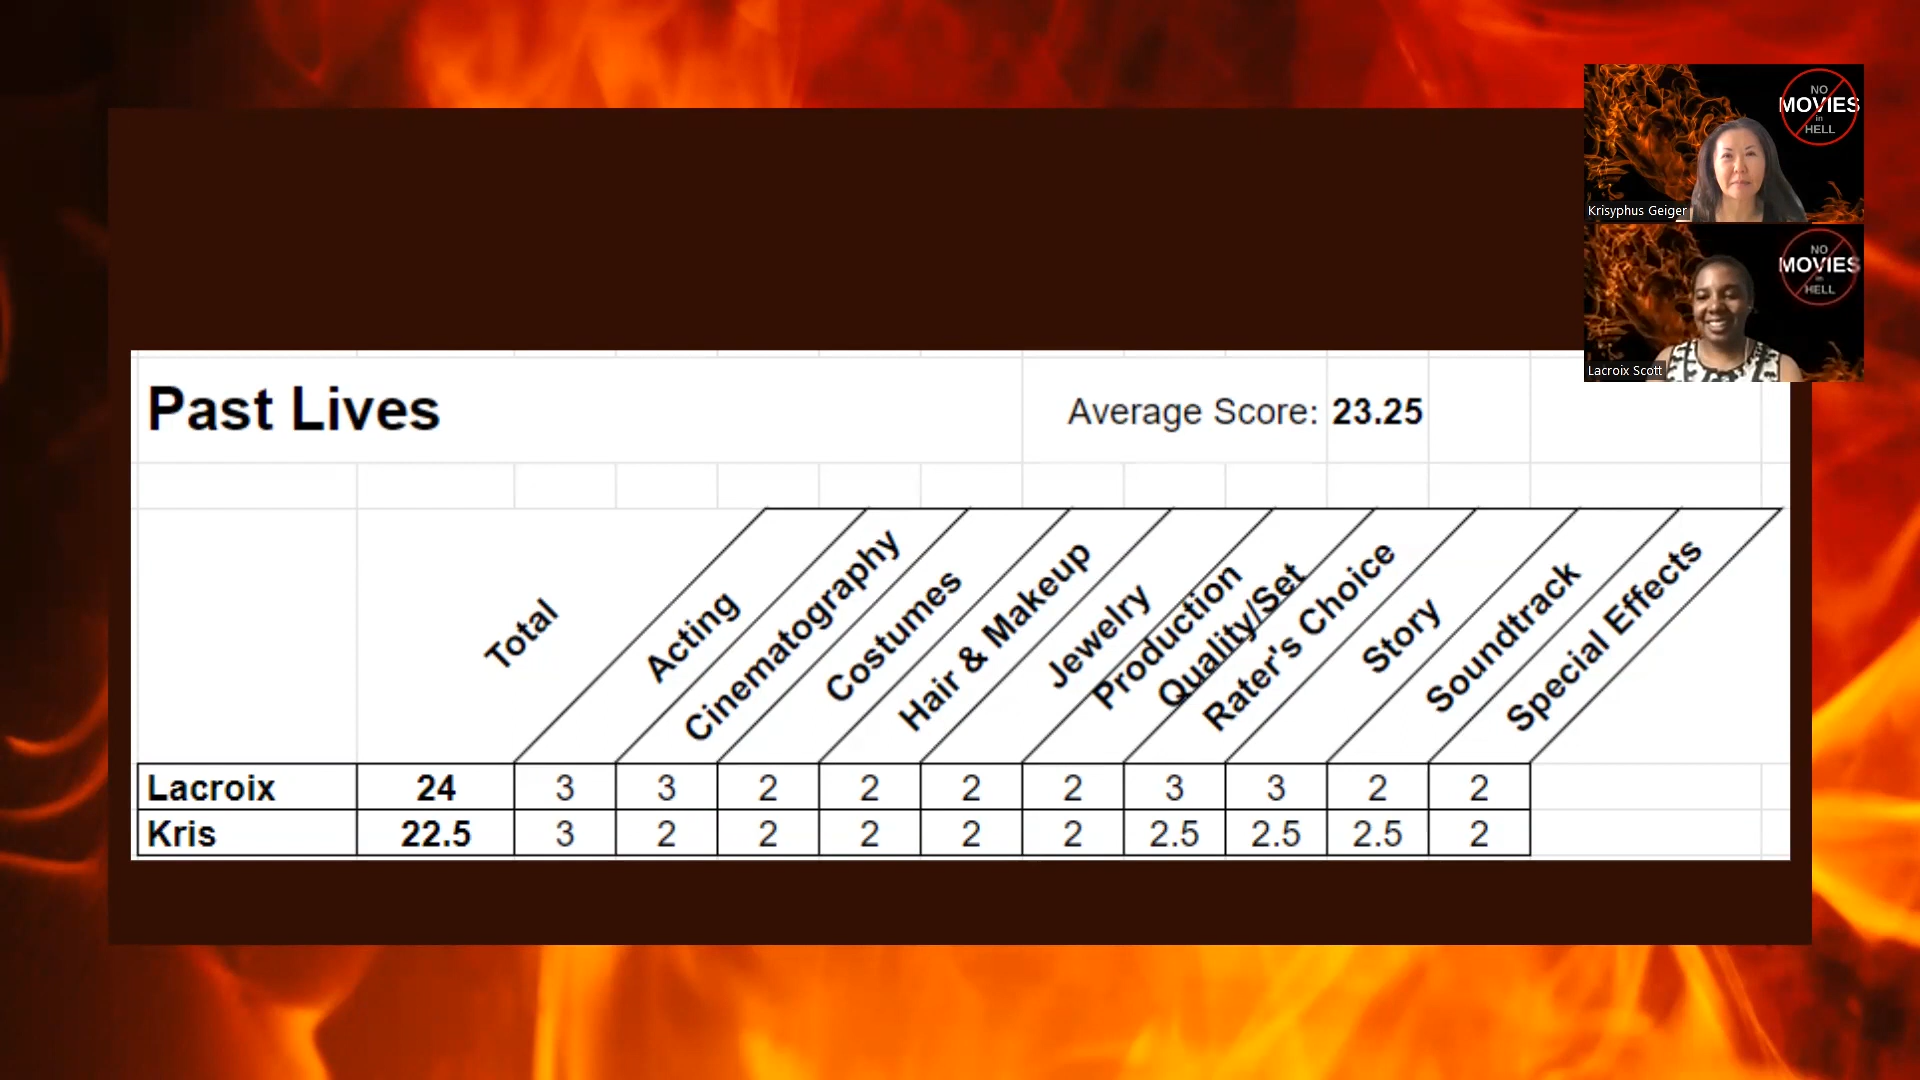 NO
MOVIES
in
HELL
Krisyphus Geiger
NO
MOVIES
in
HELL
Lacroix Scott
Past Lives
Average Score: 23.25
Total
Acting
Cinematography
Costumes
Hair & Makeup
Jewelry
Production
Quality/Set
Rater's Choice
Story
Soundtrack
Special Effects
Lacroix 24 3 3 2 2 2 2 3 3 2 2
Kris 22.5 3 2 2 2 2 2 2.5 2.5 2.5 2